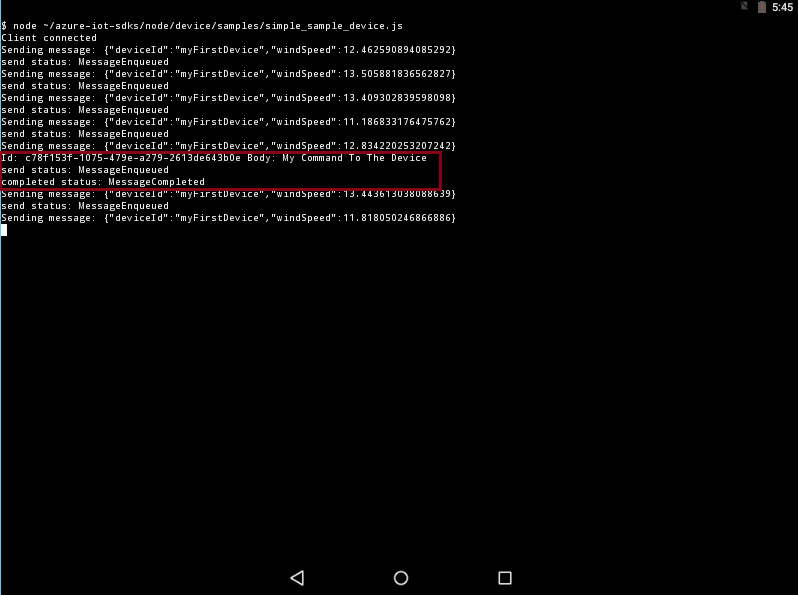 5:45
$ node ~/azure-iot-sdks/node/device/samples/simple_sample_device.js
Client connected
Sending message: {"deviceId":"myFirstDevice","windSpeed":12.462590894085292}
send status: MessageEnqueued
Sending message: {"deviceId":"myFirstDevice","windSpeed":13.505881836562827}
send status: MessageEnqueued
Sending message: {"deviceId":"myFirstDevice","windSpeed":13.409302839598098}
send status: MessageEnqueued
Sending message: {"deviceId":"myFirstDevice","windSpeed":11.186833176475762}
send status: MessageEnqueued
Sending message: {"deviceId":"myFirstDevice","windSpeed":12.834220253207242}
Id: c78f153f-1075-479e-a279-2613de643b0e Body: My Command To The Device
send status: MessageEnqueued
completed status: MessageCompleted
Sending message: {"deviceId":"myFirstDevice","windSpeed":13.443613038088639}
send status: MessageEnqueued
Sending message: {"deviceId":"myFirstDevice","windSpeed":11.818050246866886}